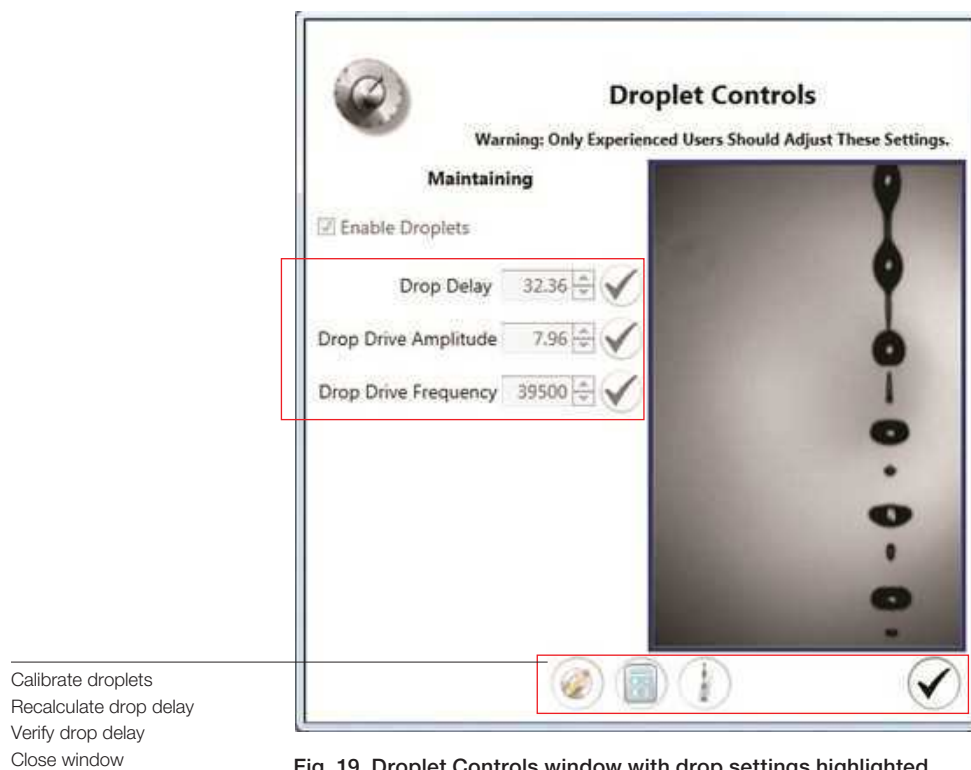 Droplet Controls
Warning: Only Experienced Users Should Adjust These Settings.
Maintaining
Enable Droplets
Drop Delay 32.36
Drop Drive Amplitude 7.96
Drop Drive Frequency 39500
Calibrate droplets
Recalculate drop delay
Verify drop delay
Close window
Fig. 19. Droplet Controls window with drop settings highlighted